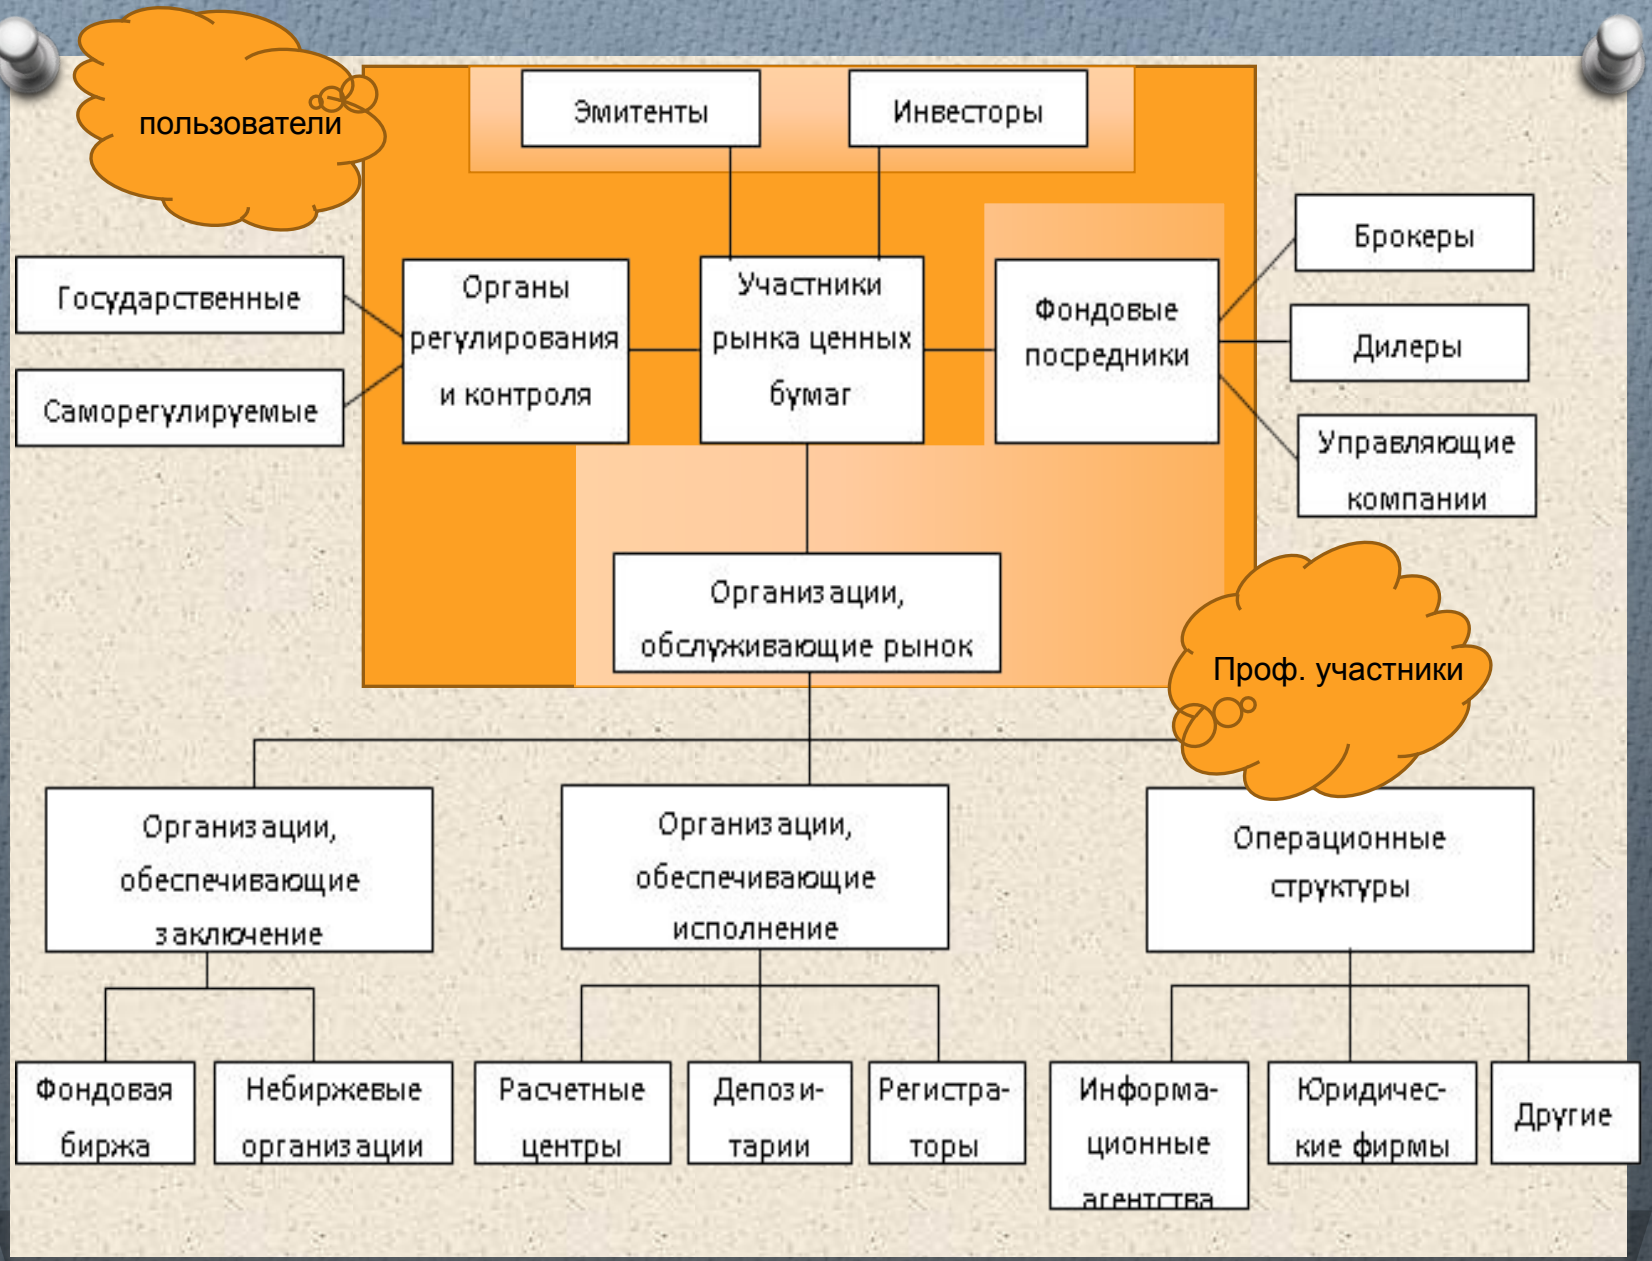 пользователи
Эмитенты
Инвесторы
Государственные
Саморегулируемые
Органы
регулирования
и контроля
Участники
рынка ценных
бумаг
Фондовые
посредники
Брокеры
Дилеры
Управляющие
компании
Организации,
обслуживающие рынок
Проф. участники
Организации,
обеспечивающие
заключение
Организации,
обеспечивающие
исполнение
Операционные
структуры
Фондовая
биржа
Небиржевые
организации
Расчетные
центры
Депози-
тарии
Регистра-
торы
Информа-
ционные
агентства
Юридичес-
кие фирмы
Другие